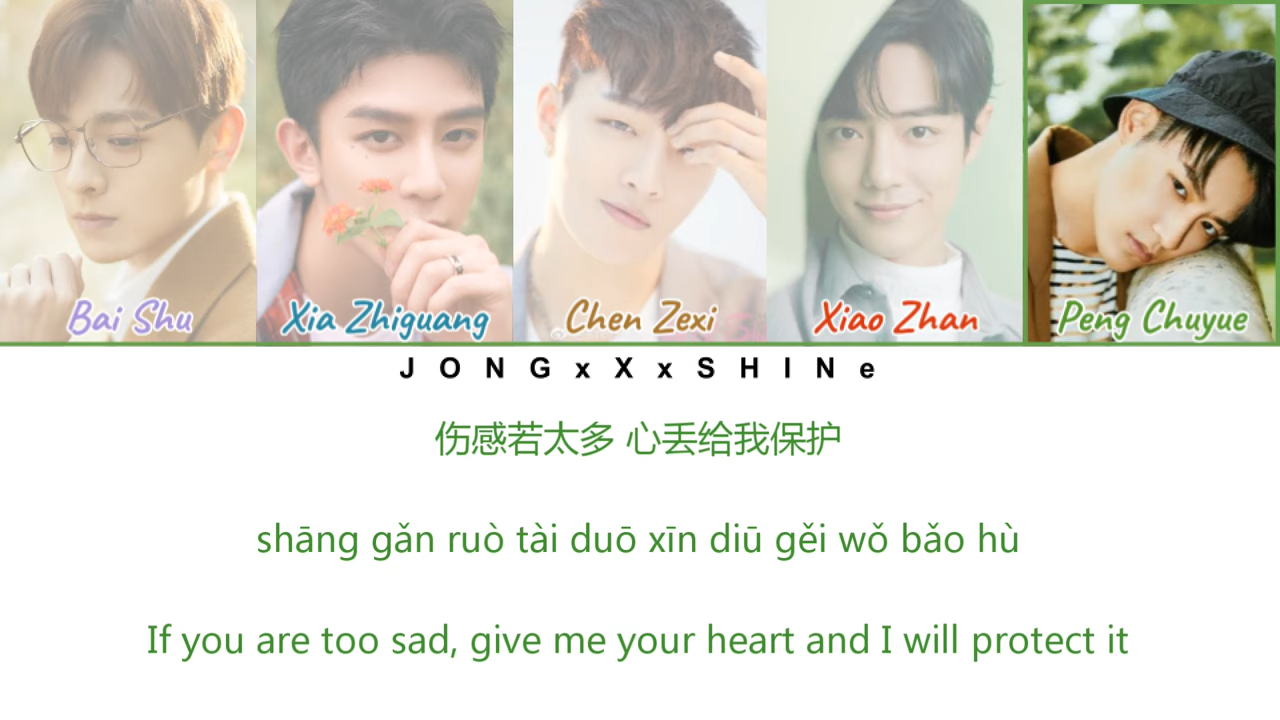 Bai Shu
Xia Zhiguang
Chen Zexi
Xiao Zhan
Peng Chuyue
J O N G x X x S H I N e
伤感若太多 心丢给我保护
shāng gǎn ruò tài duō xīn diū gěi wǒ bǎo hù
If you are too sad, give me your heart and I will protect it